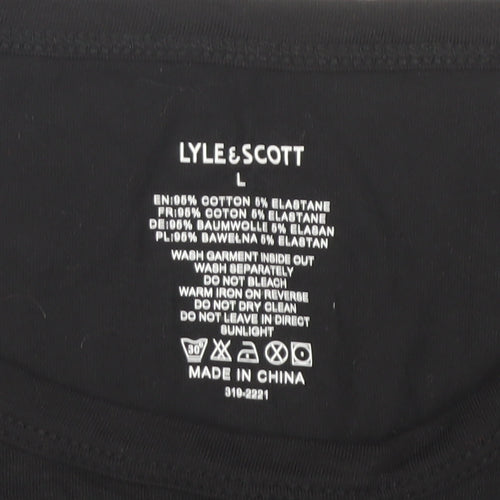 LYLE & SCOTT
L
EN:95% COTTON 5% ELASTANE
FR:95% COTON 5% ELASTANE
DE:95% BAUMWOLLE 5% ELASAN
PL:95% BAWELNA 5% ELASTAN
WASH GARMENT INSIDE OUT
WASH SEPARATELY
DO NOT BLEACH
WARM IRON ON REVERSE
DO NOT DRY CLEAN
DO NOT LEAVE IN DIRECT
SUNLIGHT
30°
MADE IN CHINA
319-2221